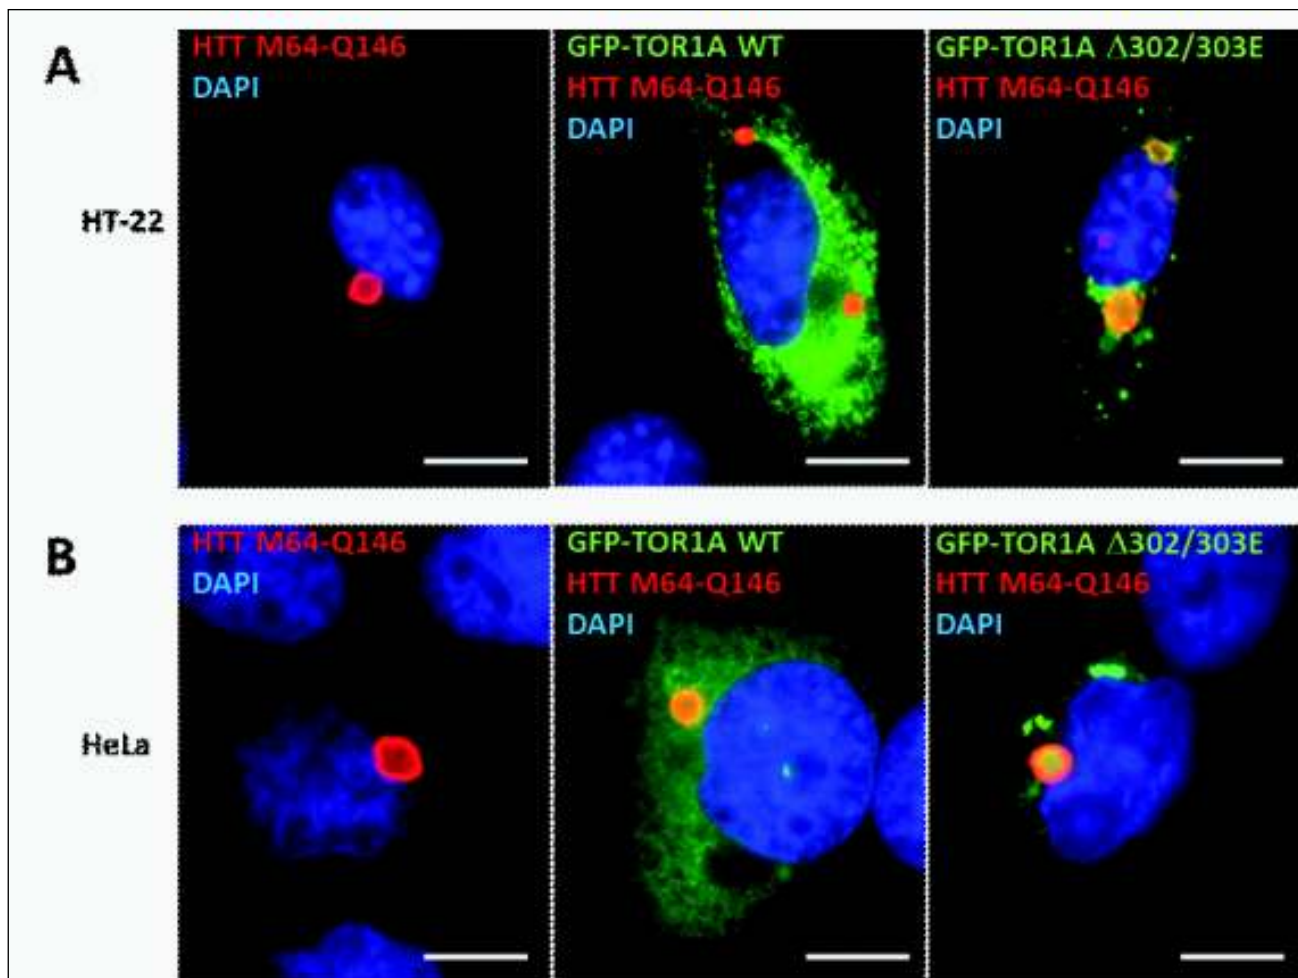 A
HTT M64-Q146
DAPI
GFP-TOR1A WT
HTT M64-Q146
DAPI
GFP-TOR1A Δ302/303E
HTT M64-Q146
DAPI
HT-22
B
HTT M64-Q146
DAPI
GFP-TOR1A WT
HTT M64-Q146
DAPI
GFP-TOR1A Δ302/303E
HTT M64-Q146
DAPI
HeLa